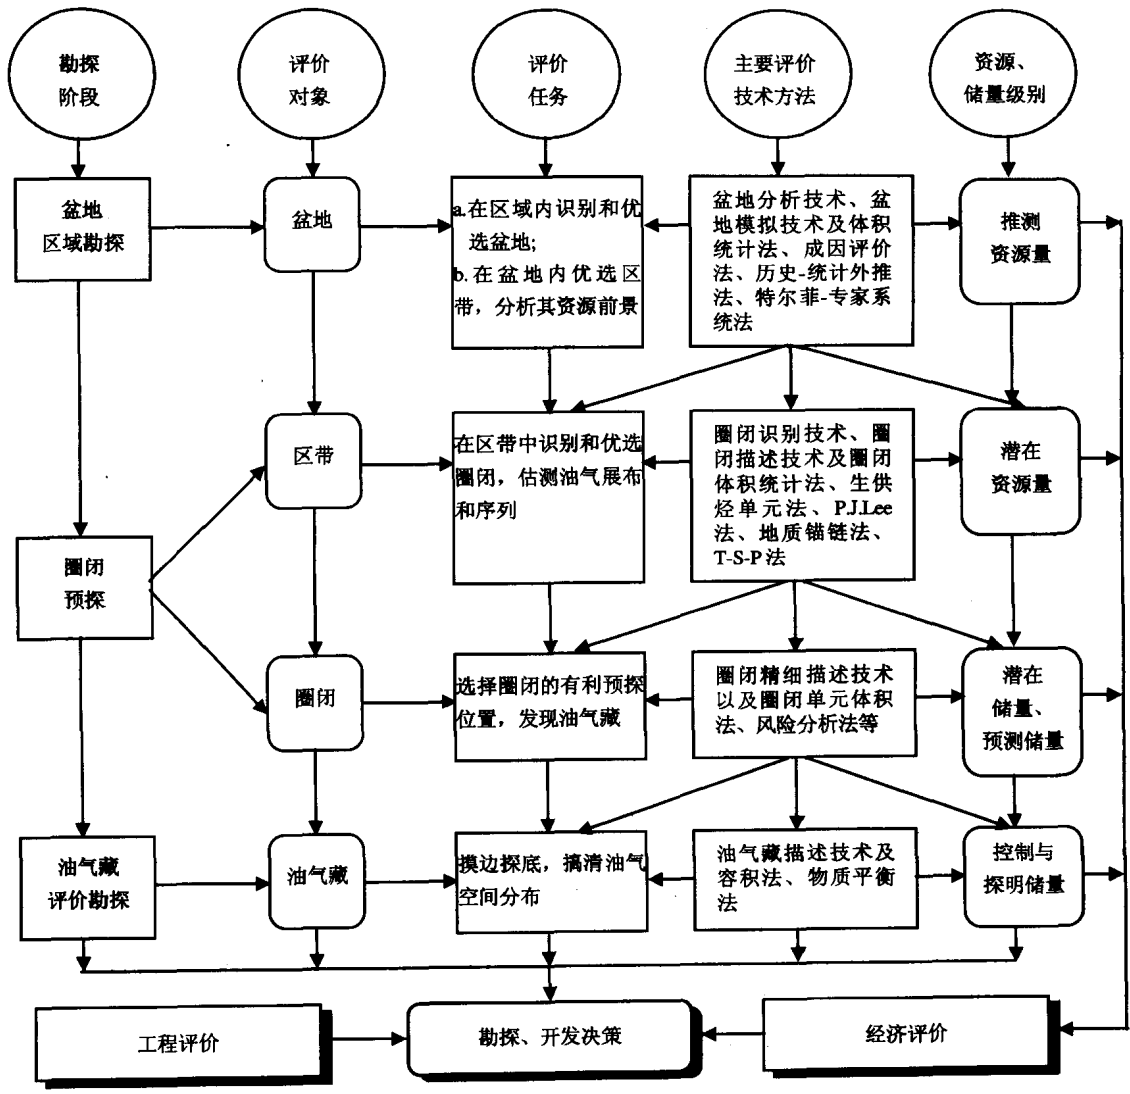 勘探
阶段
评价
对象
评价
任务
主要评价
技术方法
资源、
储量级别
盆地
区域勘探
盆地
a.在区域内识别和优
选盆地;
b.在盆地内优选区
带，分析其资源前景
盆地分析技术、盆
地模拟技术及体积
统计法、成因评价
法、历史-统计外推
法、特尔菲-专家系
统法
推测
资源量
区带
在区带中识别和优选
圈闭，估测油气展布
和序列
圈闭识别技术、圈
闭描述技术及圈闭
体积统计法、生供
烃单元法、P.J.Lee
法、地质锚链法、
T-S-P法
潜在
资源量
圈闭
预探
圈闭
选择圈闭的有利预探
位置，发现油气藏
圈闭精细描述技术
以及圈闭单元体积
法、风险分析法等
潜在
储量、
预测储量
油气藏
评价勘探
油气藏
摸边探底，搞清油气
空间分布
油气藏描述技术及
容积法、物质平衡
法
控制与
探明储量
工程评价
勘探、开发决策
经济评价